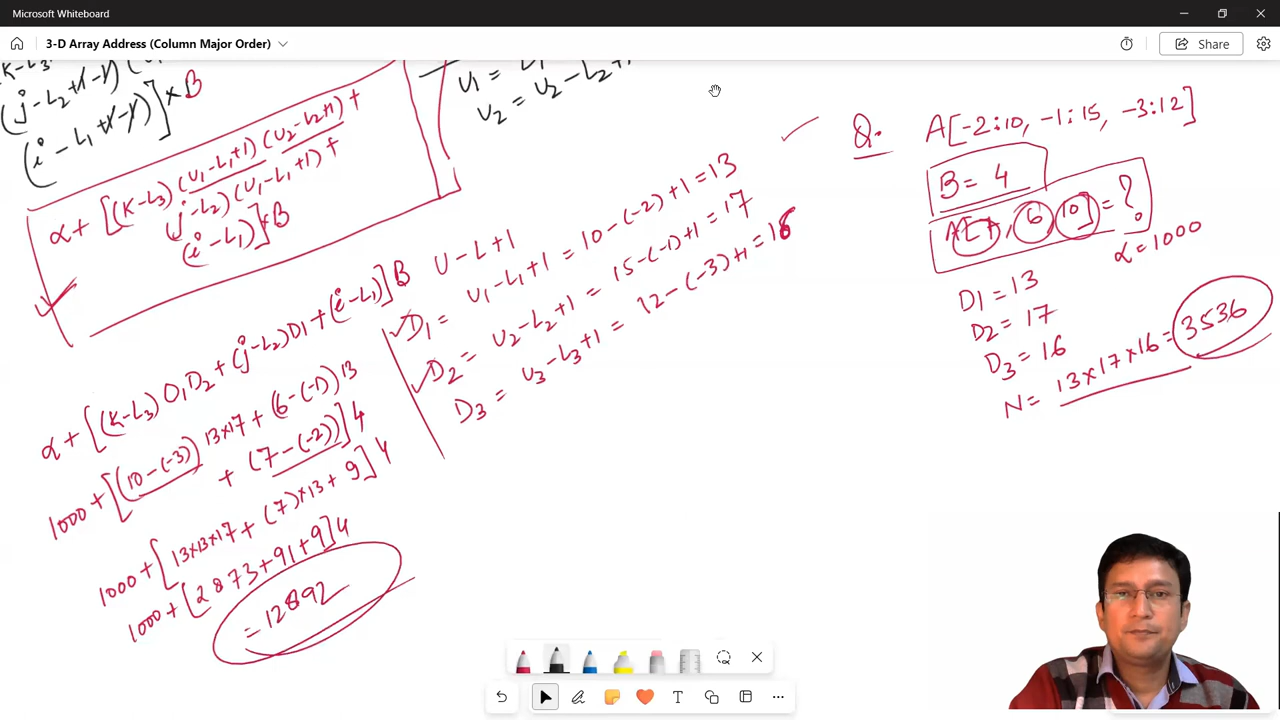 Microsoft Whiteboard
3-D Array Address (Column Major Order)
Share
(j-L2+1-1)
(i-L1+1-1)] × B
U1 =
U2 = U2-L2+1
α + [(K-L3)(U1-L1+1)(U2-L2+1) +
(j-L2)(U1-L1+1) +
(i-L1)] × B
α + [(K-L3) D1D2 + (j-L2)D1 + (i-L1)]B
1000 + [(10-(-3)) 13×17 + (6-(-1))13
+ (7-(-2))]4
1000 + [13×13×17 + (7)×13 + 9]4
1000 + [2873+91+9]4
= 12892
U-L+1
D1 = U1-L1+1 = 10-(-2)+1 = 13
D2 = U2-L2+1 = 15-(-1)+1 = 17
D3 = U3-L3+1 = 12-(-3)+1 = 16
Q. A[-2:10, -1:15, -3:12]
B = 4
A[7, 6, 10] = ?
α = 1000
D1 = 13
D2 = 17
D3 = 16
N = 13×17×16 = 3536